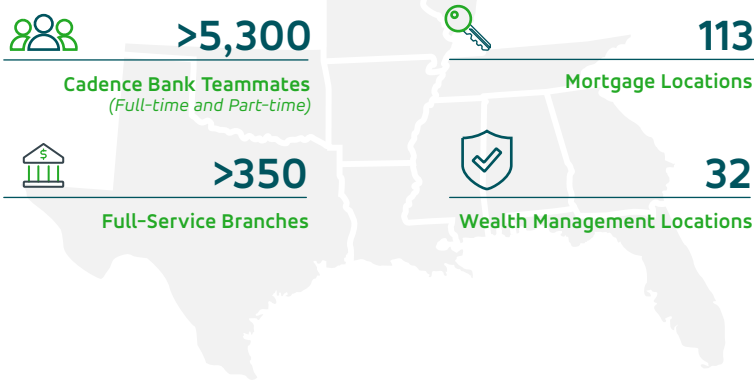 >5,300
Cadence Bank Teammates
(Full-time and Part-time)
113
Mortgage Locations
$
>350
Full-Service Branches
32
Wealth Management Locations